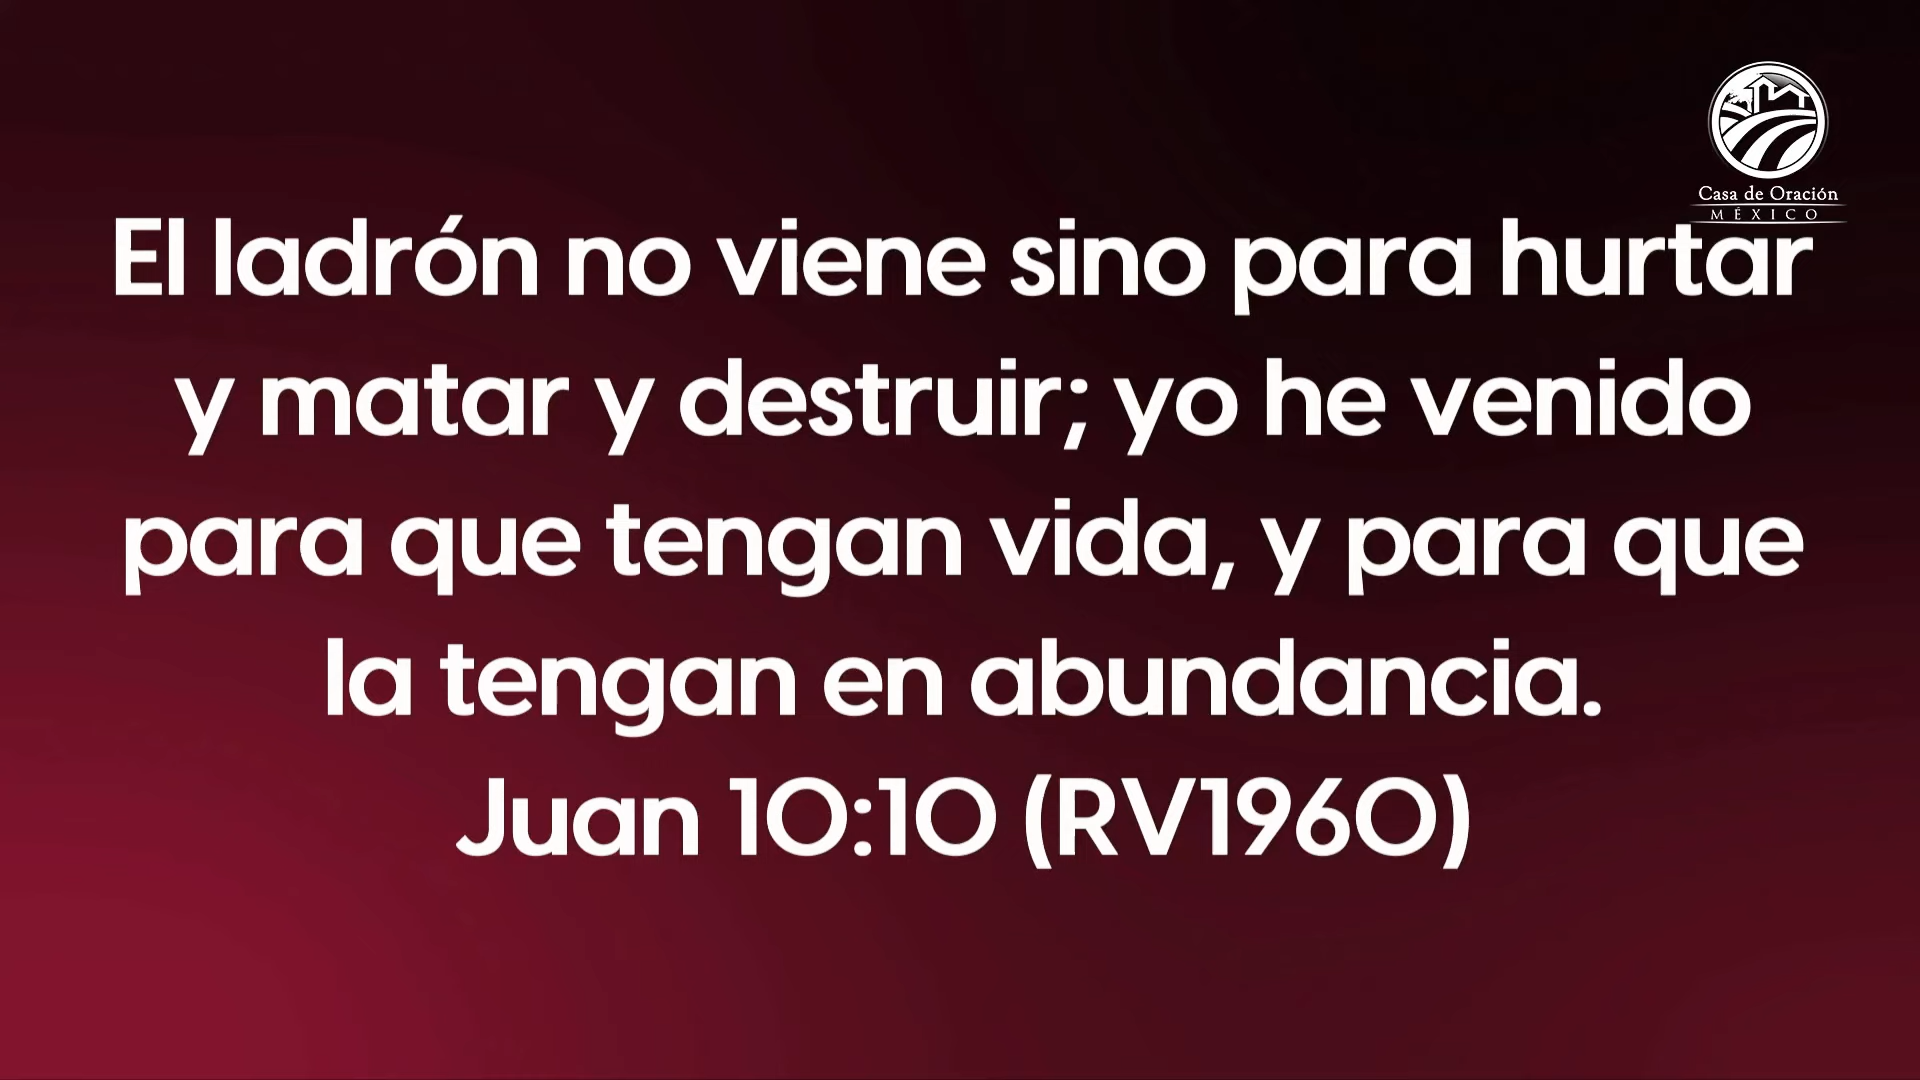 Casa de Oración
MÉXICO
El ladrón no viene sino para hurtar
y matar y destruir; yo he venido
para que tengan vida, y para que
la tengan en abundancia.
Juan 10:10 (RV1960)